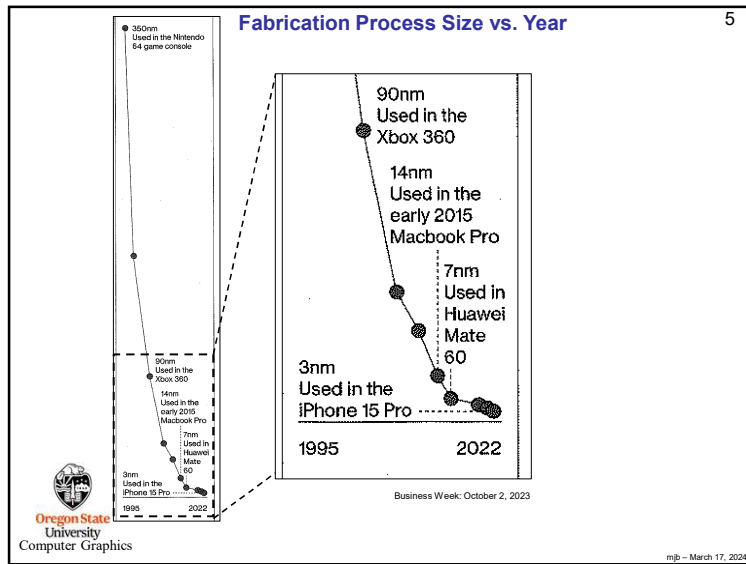 Fabrication Process Size vs. Year
5
350nm
Used in the Nintendo
64 game console
90nm
Used in the
Xbox 360
14nm
Used in the
early 2015
Macbook Pro
7nm
Used in
Huawei
Mate
60
3nm
Used in the
iPhone 15 Pro
1995
2022
90nm
Used in the
Xbox 360
14nm
Used in the
early 2015
Macbook Pro
7nm
Used in
Huawei
Mate
60
3nm
Used in the
iPhone 15 Pro
1995
2022
Business Week: October 2, 2023
Oregon State
University
Computer Graphics
mjb – March 17, 2024